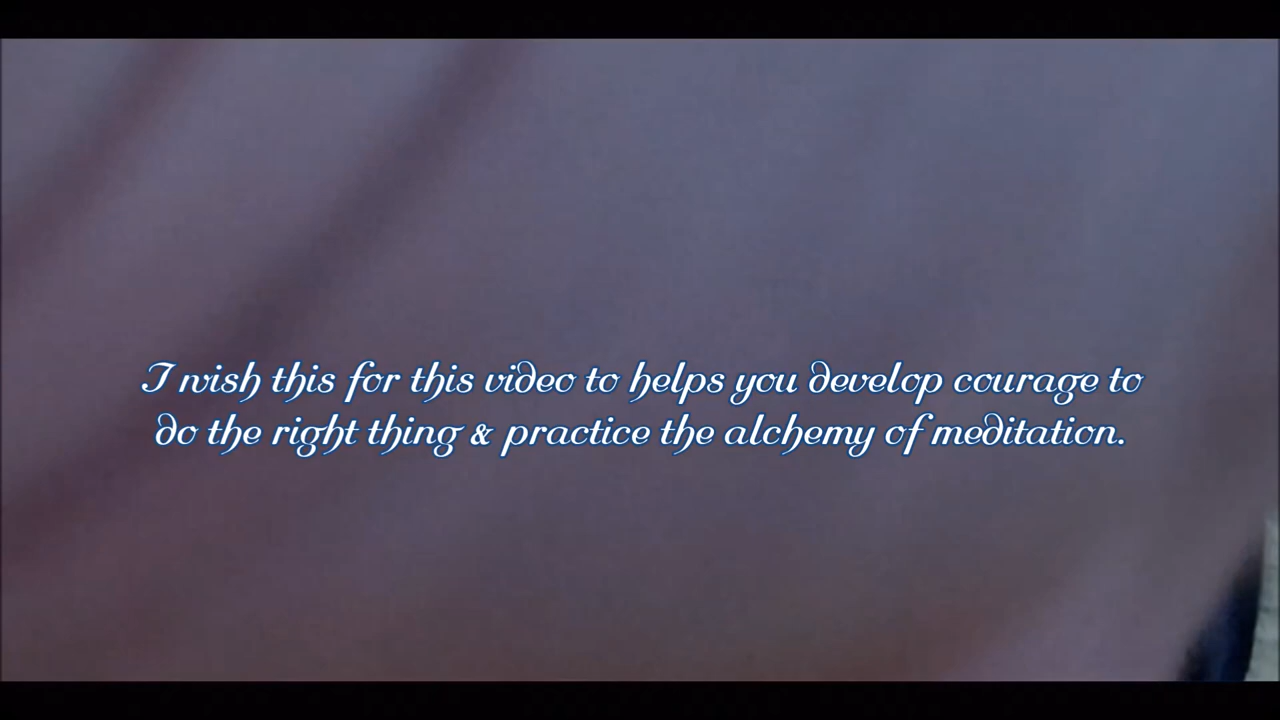 I wish this for this video to helps you develop courage to
do the right thing & practice the alchemy of meditation.